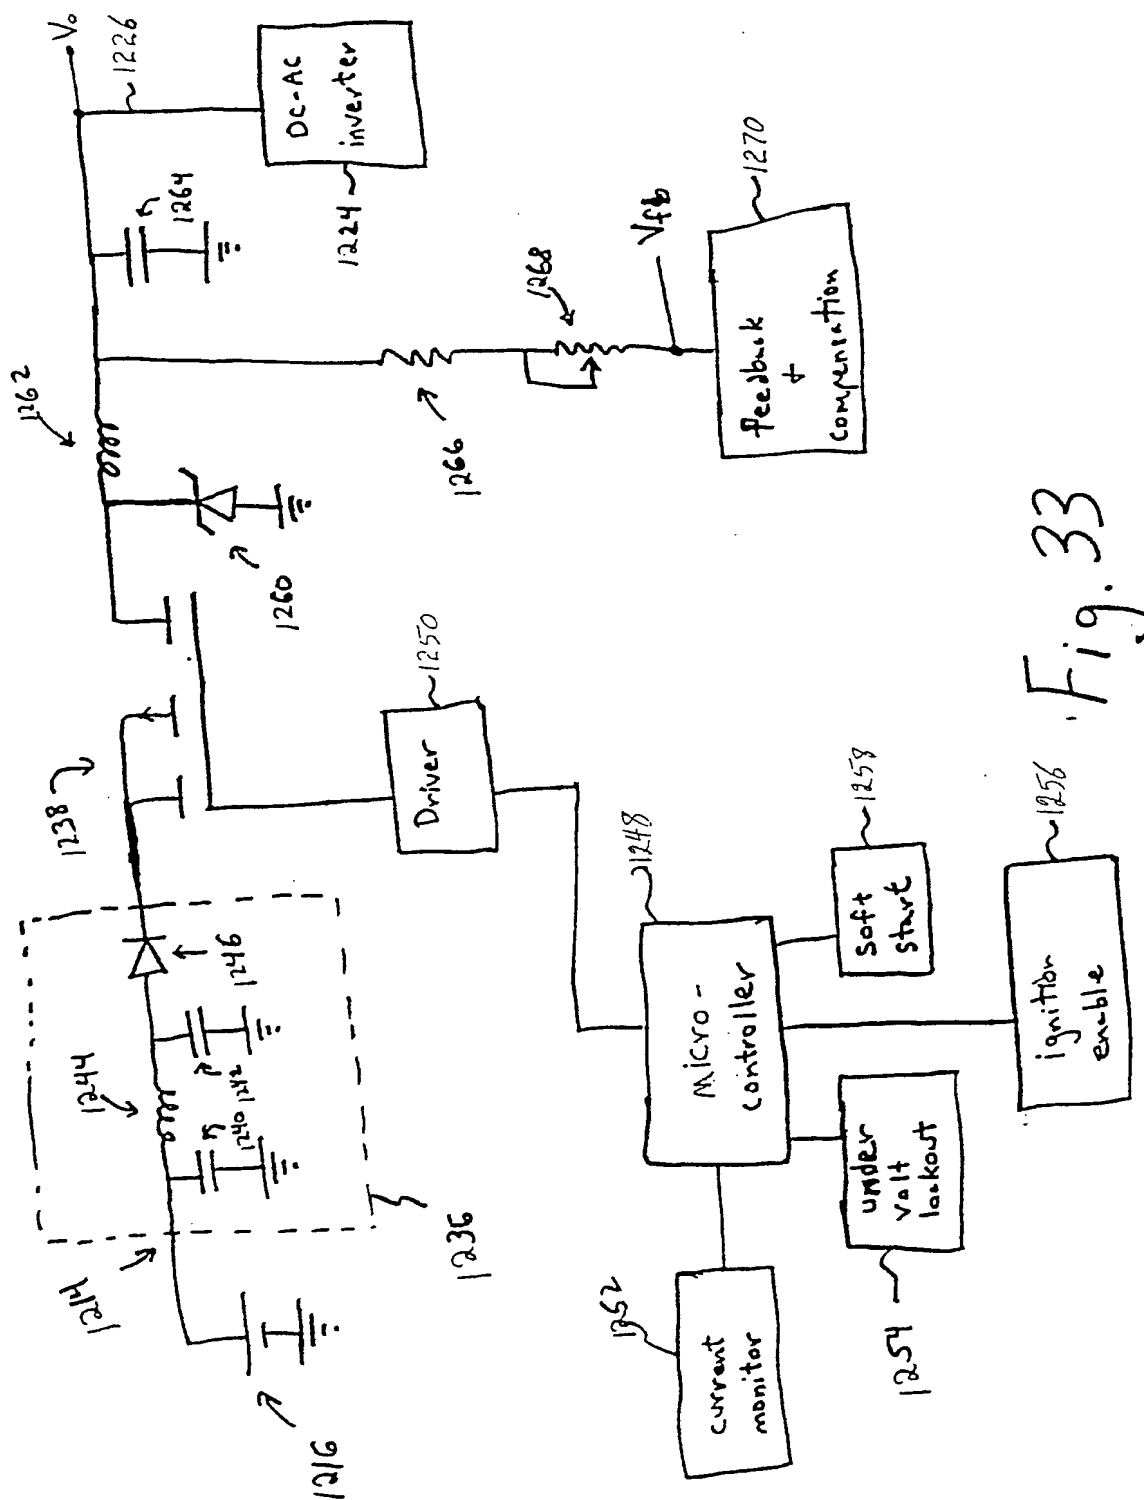 V₀
1226
DC-AC
inverter
1224
1264
1262
1260
1266
1268
Vfb
1270
feedback
+
compensation
1238
1250
Driver
1244
1246
1240
1242
1214
1236
1216
1248
micro-
controller
1258
soft
start
1256
ignition
enable
1254
under
volt
lockout
1252
current
monitor
Fig. 33